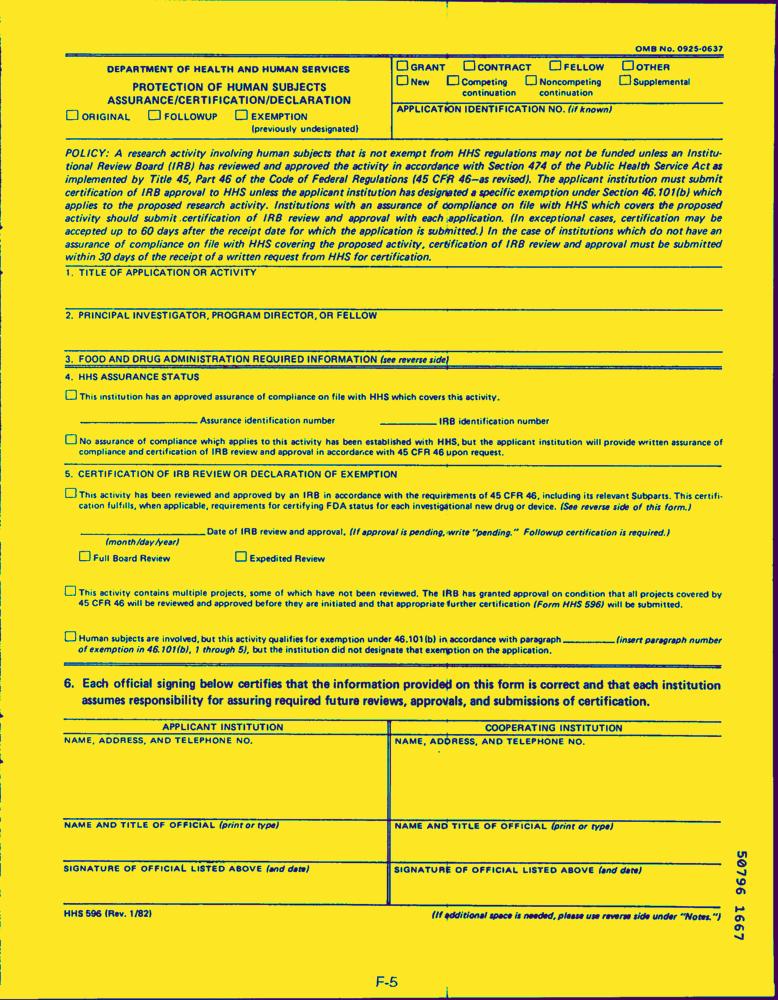 OMB No. 0925-0637
DEPARTMENT OF HEALTH AND HUMAN SERVICES
PROTECTION OF HUMAN SUBJECTS
ASSURANCE/CERTIFICATION/DECLARATION
ORIGINAL FOLLOWUP EXEMPTION
(previously undesignated)
GRANT CONTRACT FELLOW OTHER
New Competing Noncompeting Supplemental
continuation continuation
APPLICATION IDENTIFICATION NO. (if known)
POLICY: A research activity involving human subjects that is not exempt from HHS regulations may not be funded unless an Institu-
tional Review Board (IRB) has reviewed and approved the activity in accordance with Section 474 of the Public Health Service Act as
implemented by Title 45, Part 46 of the Code of Federal Regulations (45 CFR 46—as revised). The applicant institution must submit
certification of IRB approval to HHS unless the applicant institution has designated a specific exemption under Section 46.101(b) which
applies to the proposed research activity. Institutions with an assurance of compliance on file with HHS which covers the proposed
activity should submit certification of IRB review and approval with each application. (In exceptional cases, certification may be
accepted up to 60 days after the receipt date for which the application is submitted.) In the case of institutions which do not have an
assurance of compliance on file with HHS covering the proposed activity, certification of IRB review and approval must be submitted
within 30 days of the receipt of a written request from HHS for certification.
1. TITLE OF APPLICATION OR ACTIVITY
2. PRINCIPAL INVESTIGATOR, PROGRAM DIRECTOR, OR FELLOW
3. FOOD AND DRUG ADMINISTRATION REQUIRED INFORMATION (see reverse side)
4. HHS ASSURANCE STATUS
This institution has an approved assurance of compliance on file with HHS which covers this activity.
Assurance identification number IRB identification number
No assurance of compliance which applies to this activity has been established with HHS, but the applicant institution will provide written assurance of
compliance and certification of IRB review and approval in accordance with 45 CFR 46 upon request.
5. CERTIFICATION OF IRB REVIEW OR DECLARATION OF EXEMPTION
This activity has been reviewed and approved by an IRB in accordance with the requirements of 45 CFR 46, including its relevant Subparts. This certifi-
cation fulfills, when applicable, requirements for certifying FDA status for each investigational new drug or device. (See reverse side of this form.)
Date of IRB review and approval. (If approval is pending, write "pending." Followup certification is required.)
(month/day/year)
Full Board Review Expedited Review
This activity contains multiple projects, some of which have not been reviewed. The IRB has granted approval on condition that all projects covered by
45 CFR 46 will be reviewed and approved before they are initiated and that appropriate further certification (Form HHS 596) will be submitted.
Human subjects are involved, but this activity qualifies for exemption under 46.101(b) in accordance with paragraph (insert paragraph number
of exemption in 46.101(b), 1 through 5), but the institution did not designate that exemption on the application.
6. Each official signing below certifies that the information provided on this form is correct and that each institution
assumes responsibility for assuring required future reviews, approvals, and submissions of certification.
APPLICANT INSTITUTION COOPERATING INSTITUTION
NAME, ADDRESS, AND TELEPHONE NO. NAME, ADDRESS, AND TELEPHONE NO.
NAME AND TITLE OF OFFICIAL (print or type) NAME AND TITLE OF OFFICIAL (print or type)
SIGNATURE OF OFFICIAL LISTED ABOVE (and date) SIGNATURE OF OFFICIAL LISTED ABOVE (and date)
HHS 596 (Rev. 1/82) (If additional space is needed, please use reverse side under "Notes.")
50796 1667
F-5